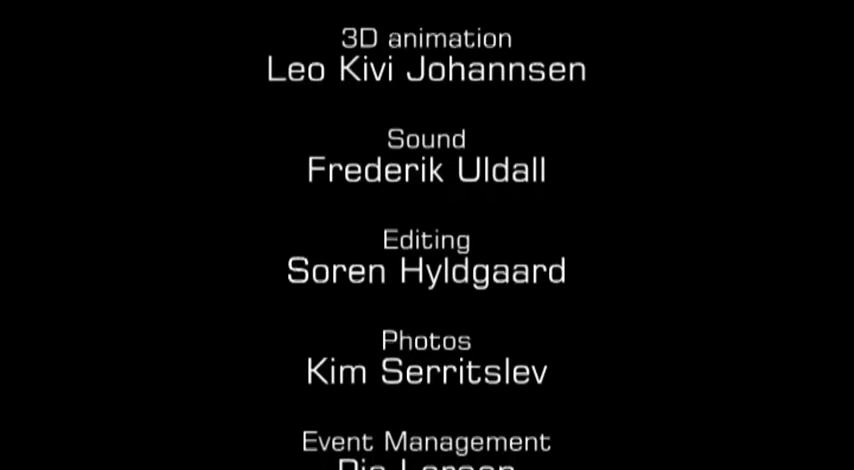 3D animation
Leo Kivi Johannsen
Sound
Frederik Uldall
Editing
Soren Hyldgaard
Photos
Kim Serritslev
Event Management